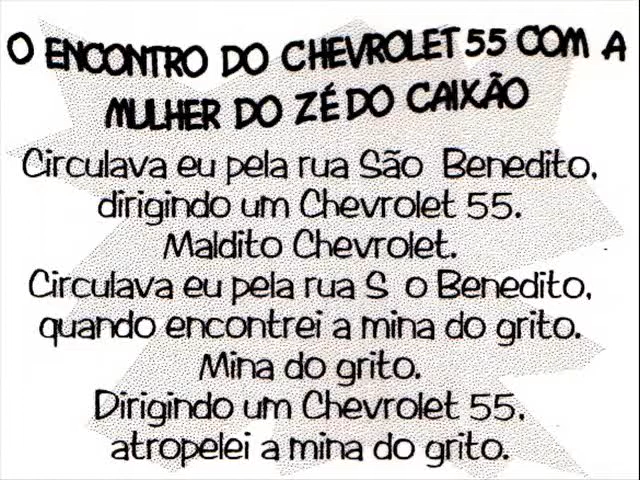 O ENCONTRO DO CHEVROLET 55 COM A
MULHER DO ZÉ DO CAIXÃO
Circulava eu pela rua São Benedito,
dirigindo um Chevrolet 55.
Maldito Chevrolet.
Circulava eu pela rua S o Benedito,
quando encontrei a mina do grito.
Mina do grito.
Dirigindo um Chevrolet 55,
atropelei a mina do grito.